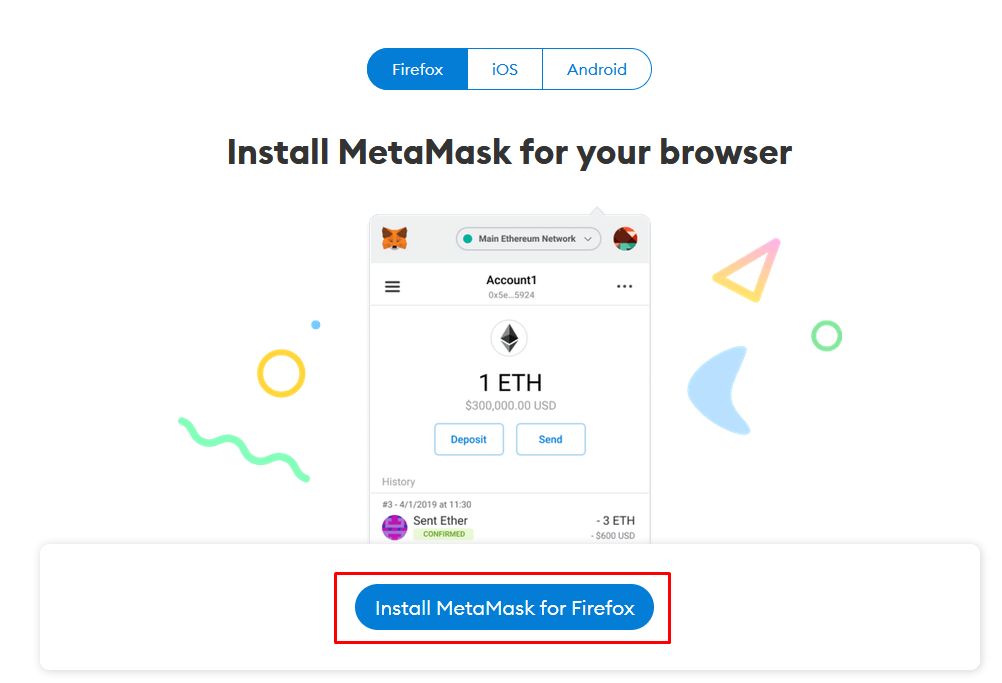 Firefox
iOS
Android
Install MetaMask for your browser
Main Ethereum Network
Account1
0x5e...5924
1 ETH
$300,000.00 USD
Deposit
Send
History
#3 - 4/1/2019 at 11:30
Sent Ether
- 3 ETH
CONFIRMED
- $600 USD
Install MetaMask for Firefox